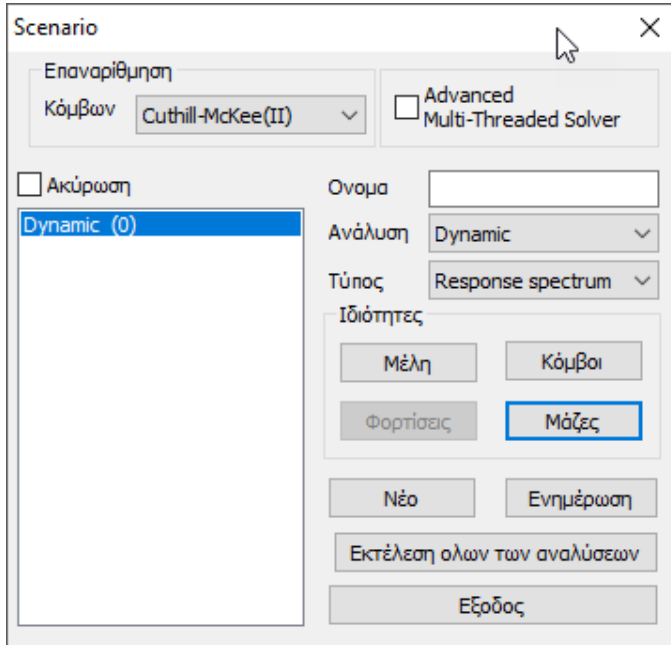 Scenario
Επαναρίθμηση
Κόμβων
Cuthill-McKee(II)
Advanced
Multi-Threaded Solver
Ακύρωση
Dynamic (0)
Ονομα
Ανάλυση
Dynamic
Τύπος
Response spectrum
Ιδιότητες
Μέλη
Κόμβοι
Φορτίσεις
Μάζες
Νέο
Ενημέρωση
Εκτέλεση ολων των αναλύσεων
Εξοδος